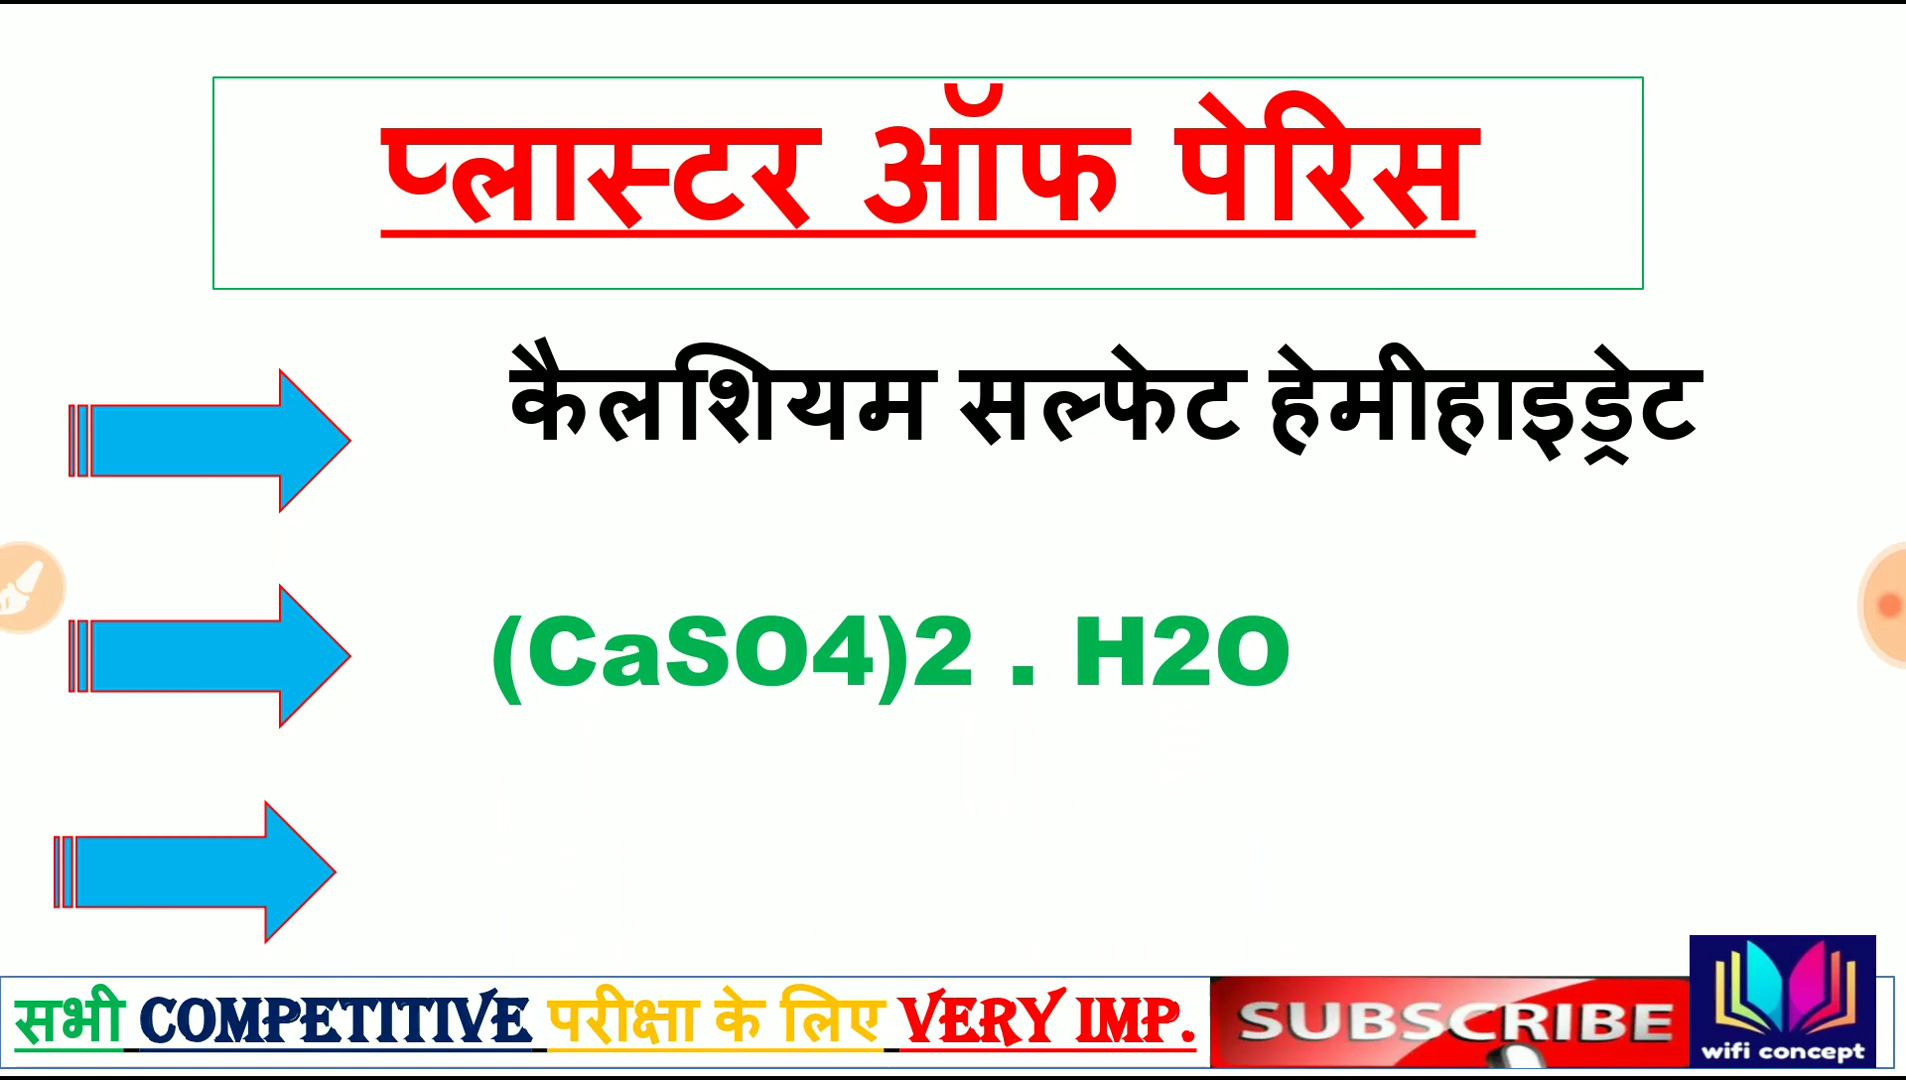 प्लास्टर ऑफ पेरिस
कैलशियम सल्फेट हेमीहाइड्रेट
(CaSO4)2 . H2O
सभी COMPETITIVE परीक्षा के लिए VERY IMP. SUBSCRIBE
wifi concept